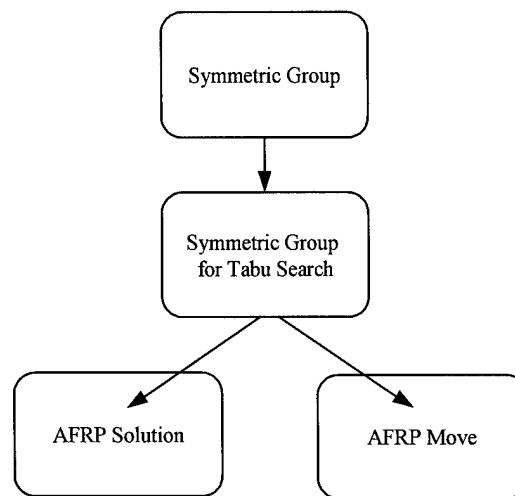 Symmetric Group
Symmetric Group
for Tabu Search
AFRP Solution
AFRP Move